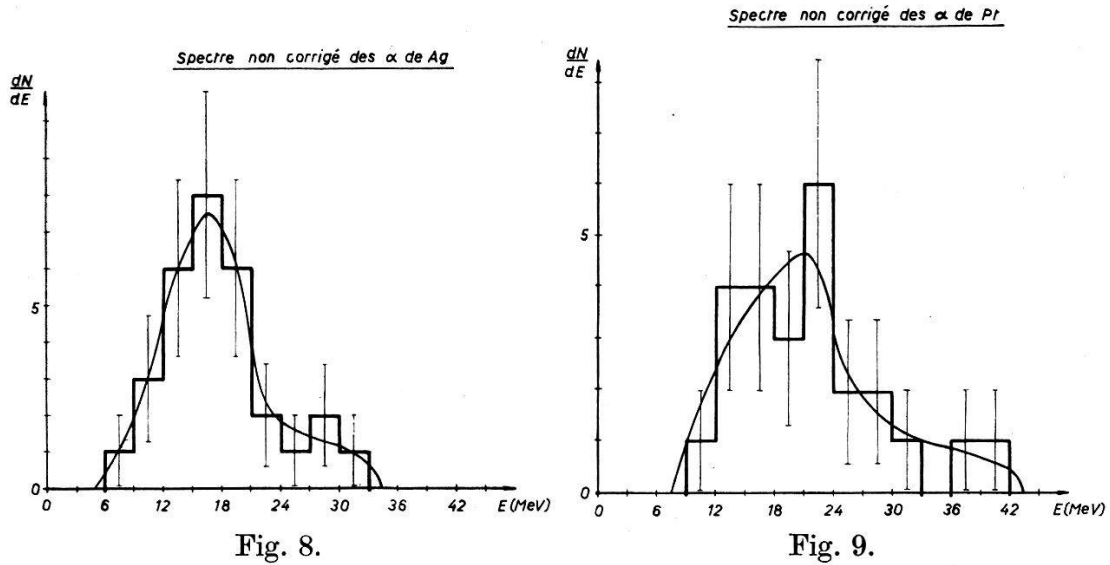 Spectre non corrigé des α de Ag
dN
dE
5
0
0 6 12 18 24 30 36 42 E(MeV)
Fig. 8.
Spectre non corrigé des α de Pt
dN
dE
5
0
0 6 12 18 24 30 36 42 E(MeV)
Fig. 9.